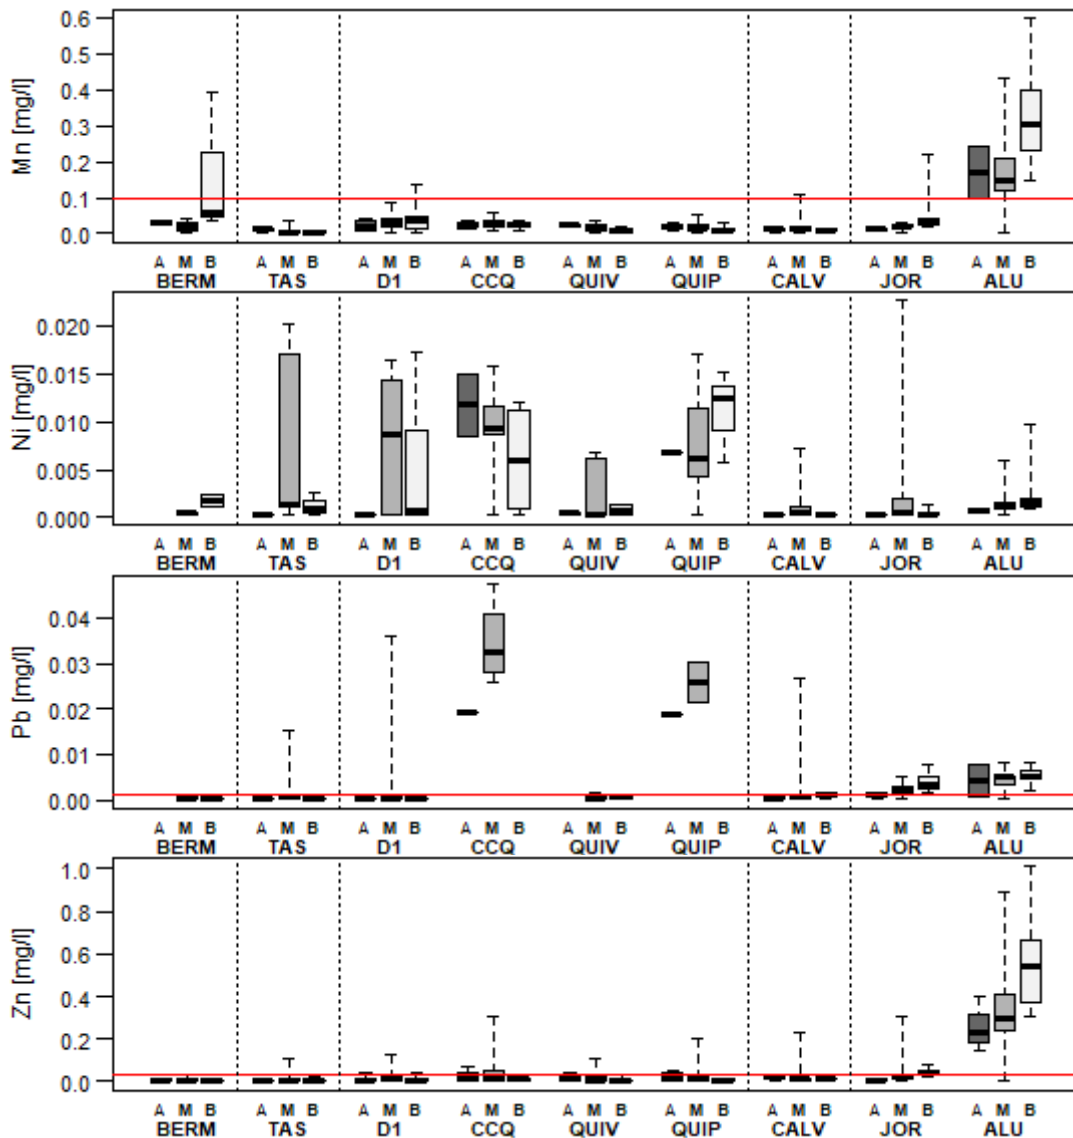 Mn [mg/l]
0.6
0.5
0.4
0.3
0.2
0.1
0.0
A M B A M B A M B A M B A M B A M B A M B A M B A M B
BERM TAS D1 CCQ QUIV QUIP CALV JOR ALU
Ni [mg/l]
0.020
0.015
0.010
0.005
0.000
A M B A M B A M B A M B A M B A M B A M B A M B A M B
BERM TAS D1 CCQ QUIV QUIP CALV JOR ALU
Pb [mg/l]
0.04
0.03
0.02
0.01
0.00
A M B A M B A M B A M B A M B A M B A M B A M B A M B
BERM TAS D1 CCQ QUIV QUIP CALV JOR ALU
Zn [mg/l]
1.0
0.8
0.6
0.4
0.2
0.0
A M B A M B A M B A M B A M B A M B A M B A M B A M B
BERM TAS D1 CCQ QUIV QUIP CALV JOR ALU